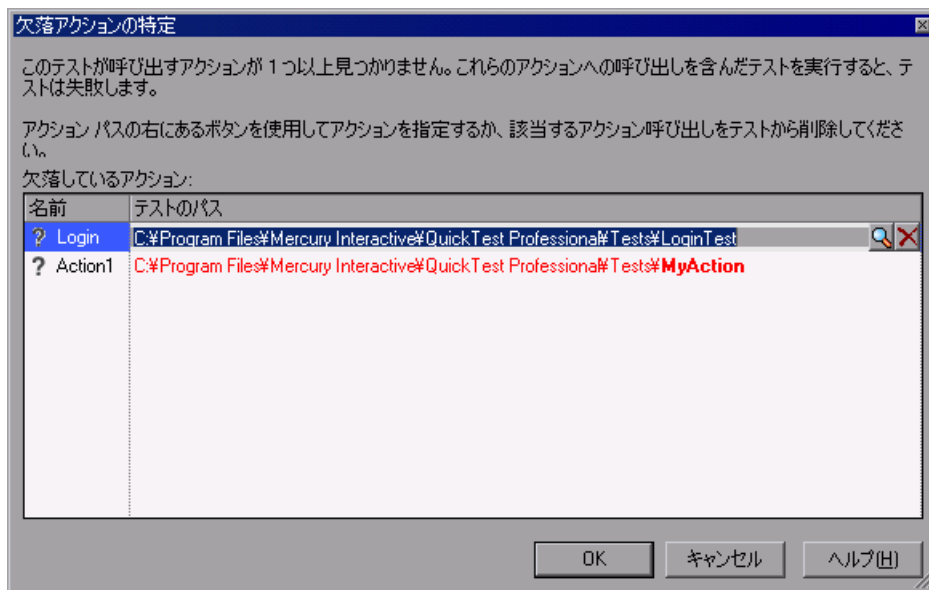 欠落アクションの特定
このテストが呼び出すアクションが 1 つ以上見つかりません。これらのアクションへの呼び出しを含んだテストを実行すると、テ
ストは失敗します。
アクション パスの右にあるボタンを使用してアクションを指定するか、該当するアクション呼び出しをテストから削除してくださ
い。
欠落しているアクション:
名前 テストのパス
? Login C:¥Program Files¥Mercury Interactive¥QuickTest Professional¥Tests¥LoginTest
? Action1 C:¥Program Files¥Mercury Interactive¥QuickTest Professional¥Tests¥MyAction
OK キャンセル ヘルプ(H)